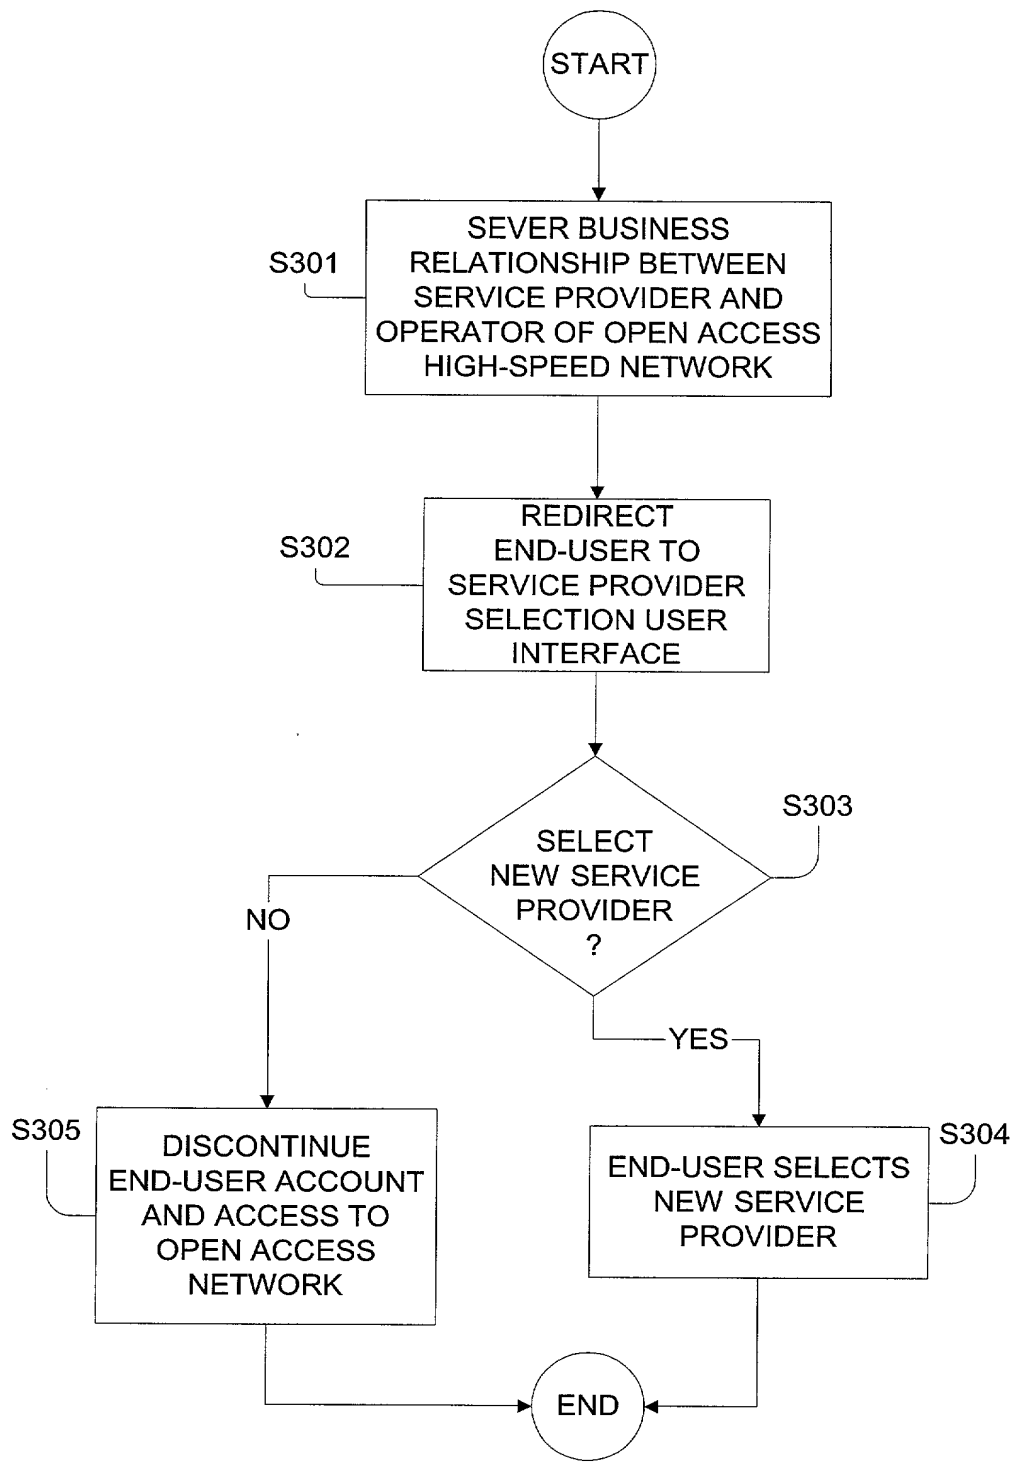 START
S301
SEVER BUSINESS
RELATIONSHIP BETWEEN
SERVICE PROVIDER AND
OPERATOR OF OPEN ACCESS
HIGH-SPEED NETWORK
S302
REDIRECT
END-USER TO
SERVICE PROVIDER
SELECTION USER
INTERFACE
S303
SELECT
NEW SERVICE
PROVIDER
?
NO
YES
S305
DISCONTINUE
END-USER ACCOUNT
AND ACCESS TO
OPEN ACCESS
NETWORK
S304
END-USER SELECTS
NEW SERVICE
PROVIDER
END